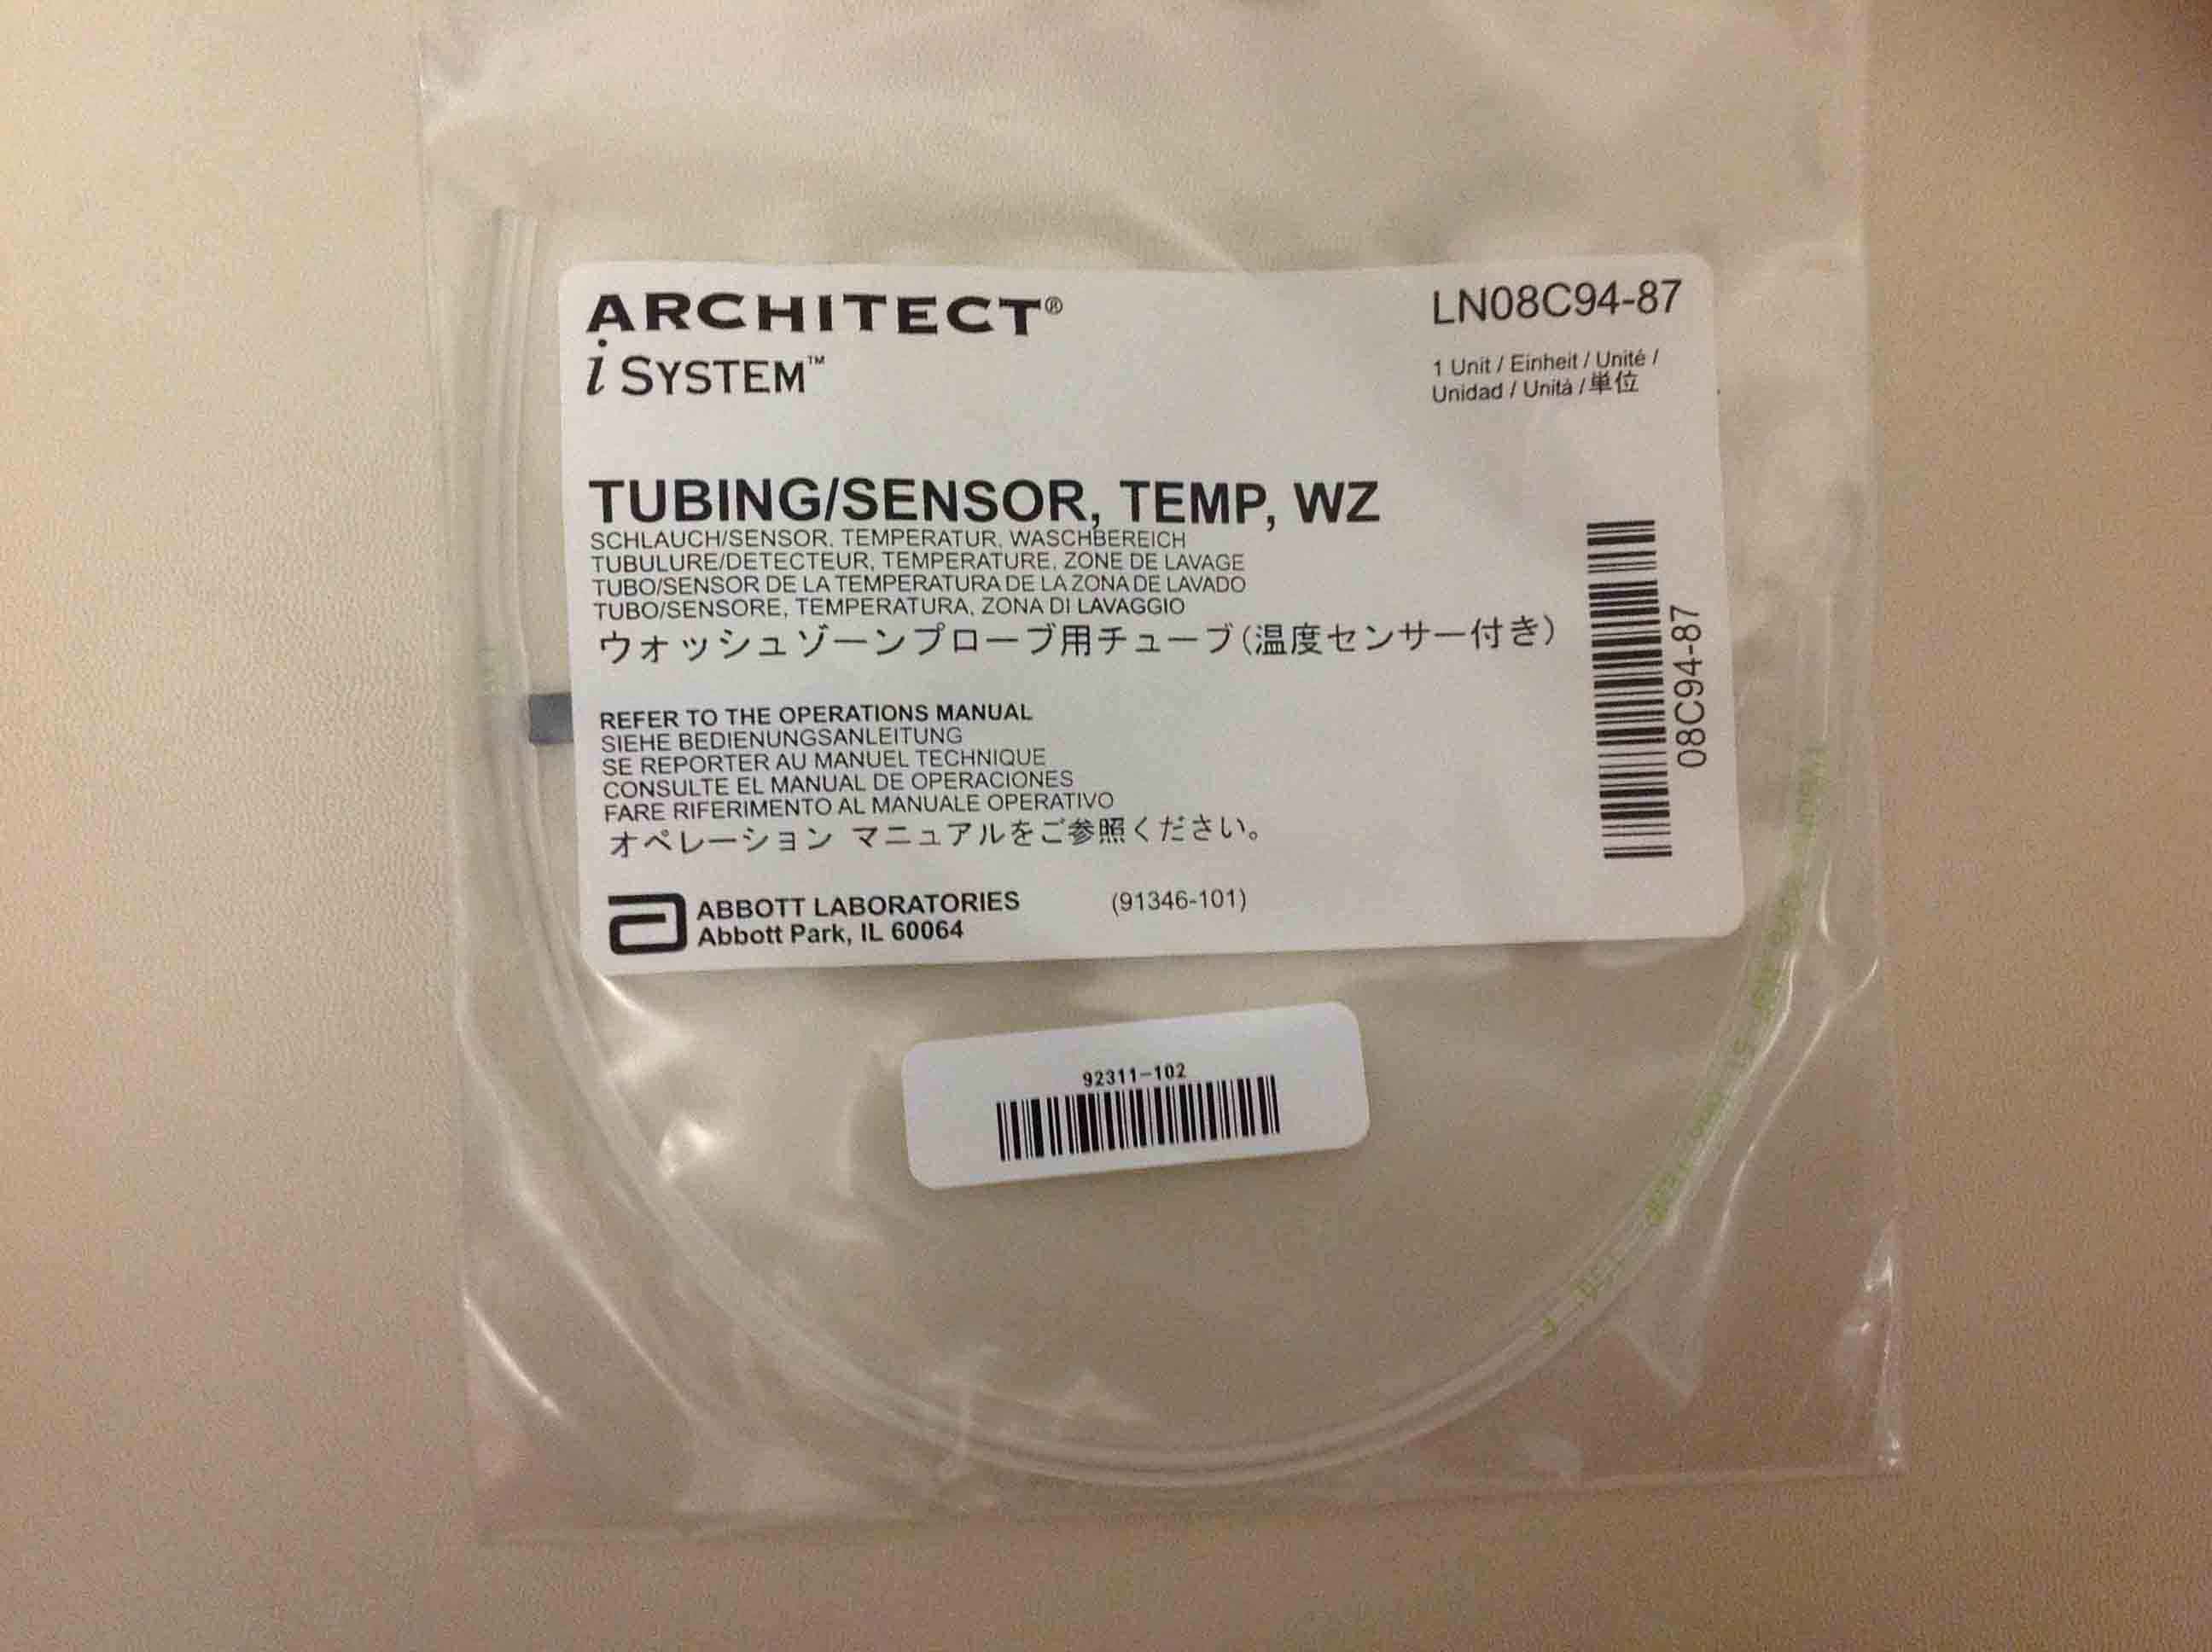 ARCHITECT®
i SYSTEM™
LN08C94-87
1 Unit / Einheit / Unité /
Unidad / Unità / 単位
TUBING/SENSOR, TEMP, WZ
SCHLAUCH/SENSOR, TEMPERATUR, WASCHBEREICH
TUBULURE/DETECTEUR, TEMPERATURE, ZONE DE LAVAGE
TUBO/SENSOR DE LA TEMPERATURA DE LA ZONA DE LAVADO
TUBO/SENSORE, TEMPERATURA, ZONA DI LAVAGGIO
ウォッシュゾーンプローブ用チューブ(温度センサー付き)
08C94-87
REFER TO THE OPERATIONS MANUAL
SIEHE BEDIENUNGSANLEITUNG
SE REPORTER AU MANUEL TECHNIQUE
CONSULTE EL MANUAL DE OPERACIONES
FARE RIFERIMENTO AL MANUALE OPERATIVO
オペレーション マニュアルをご参照ください。
ABBOTT LABORATORIES
Abbott Park, IL 60064
(91346-101)
92311-102